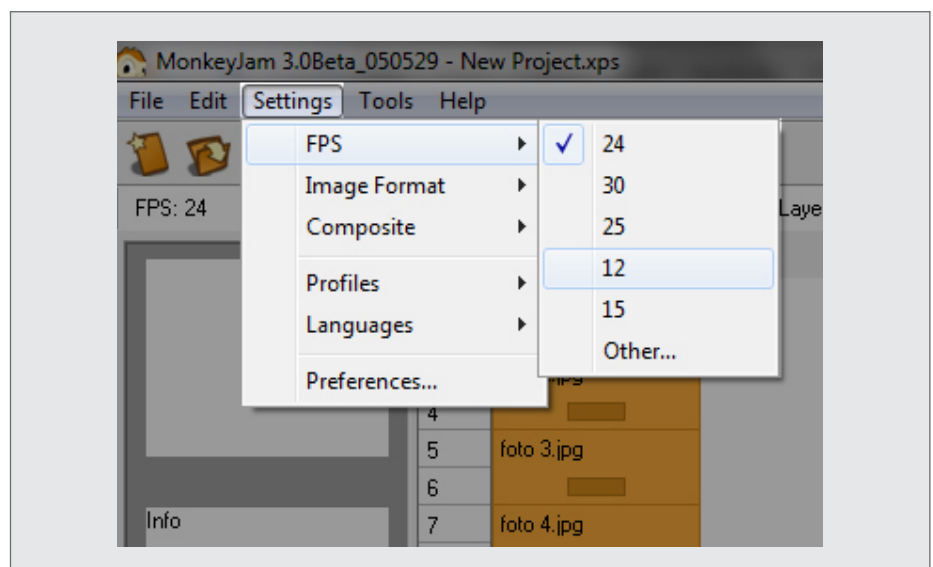 MonkeyJam 3.0Beta_050529 - New Project.xps
File Edit Settings Tools Help
FPS
Image Format
Composite
Profiles
Languages
Preferences...
24
30
25
12
15
Other...
FPS: 24
Laye
4
5 foto 3.jpg
6
7 foto 4.jpg
Info